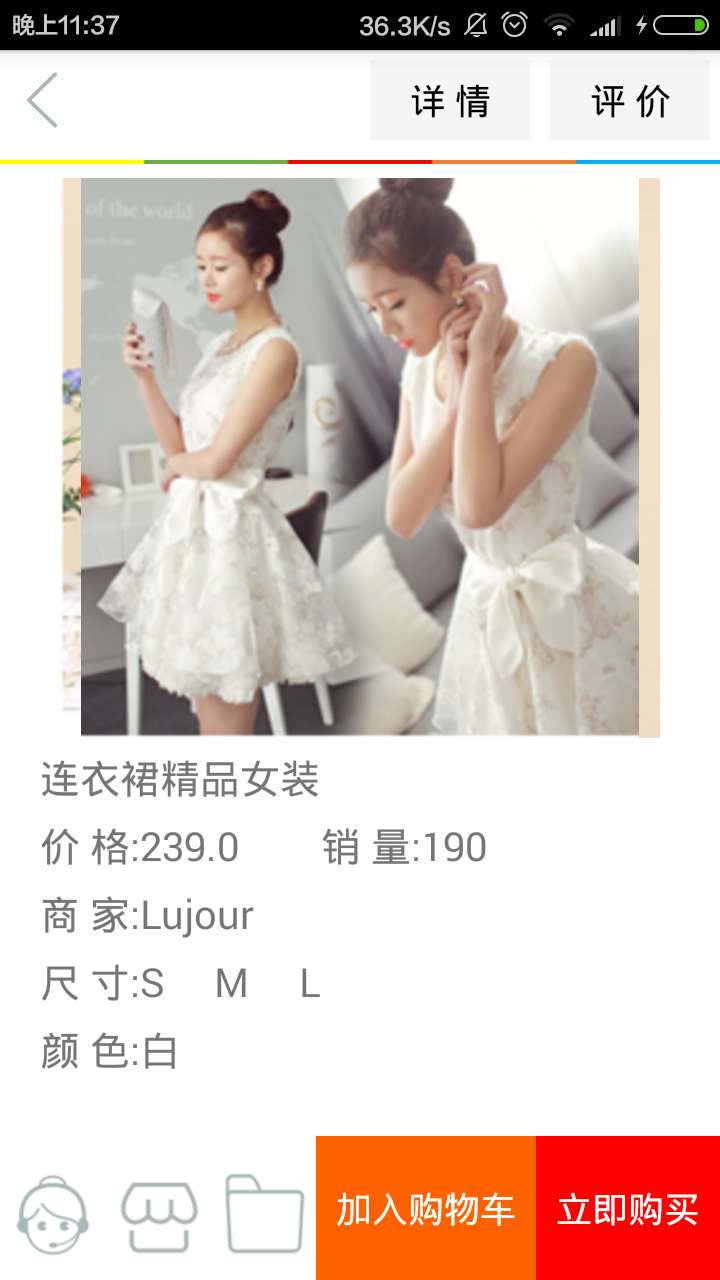 晚上11:37 36.3K/s
详 情 评 价
of the world
连衣裙精品女装
价 格:239.0 销 量:190
商 家:Lujour
尺 寸:S M L
颜 色:白
加入购物车 立即购买